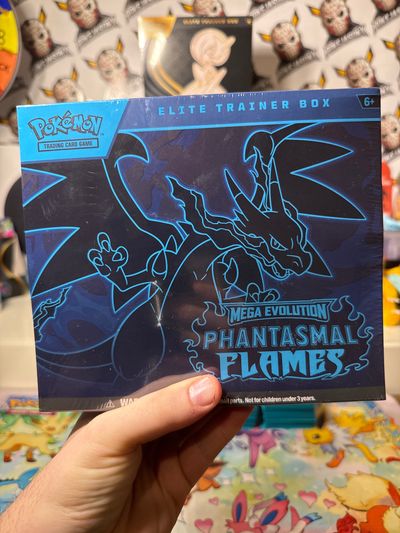 ELITE TRAINER BOX
6+
POKÉMON
TRADING CARD GAME
MEGA EVOLUTION
PHANTASMAL
FLAMES
parts. Not for children under 3 years.